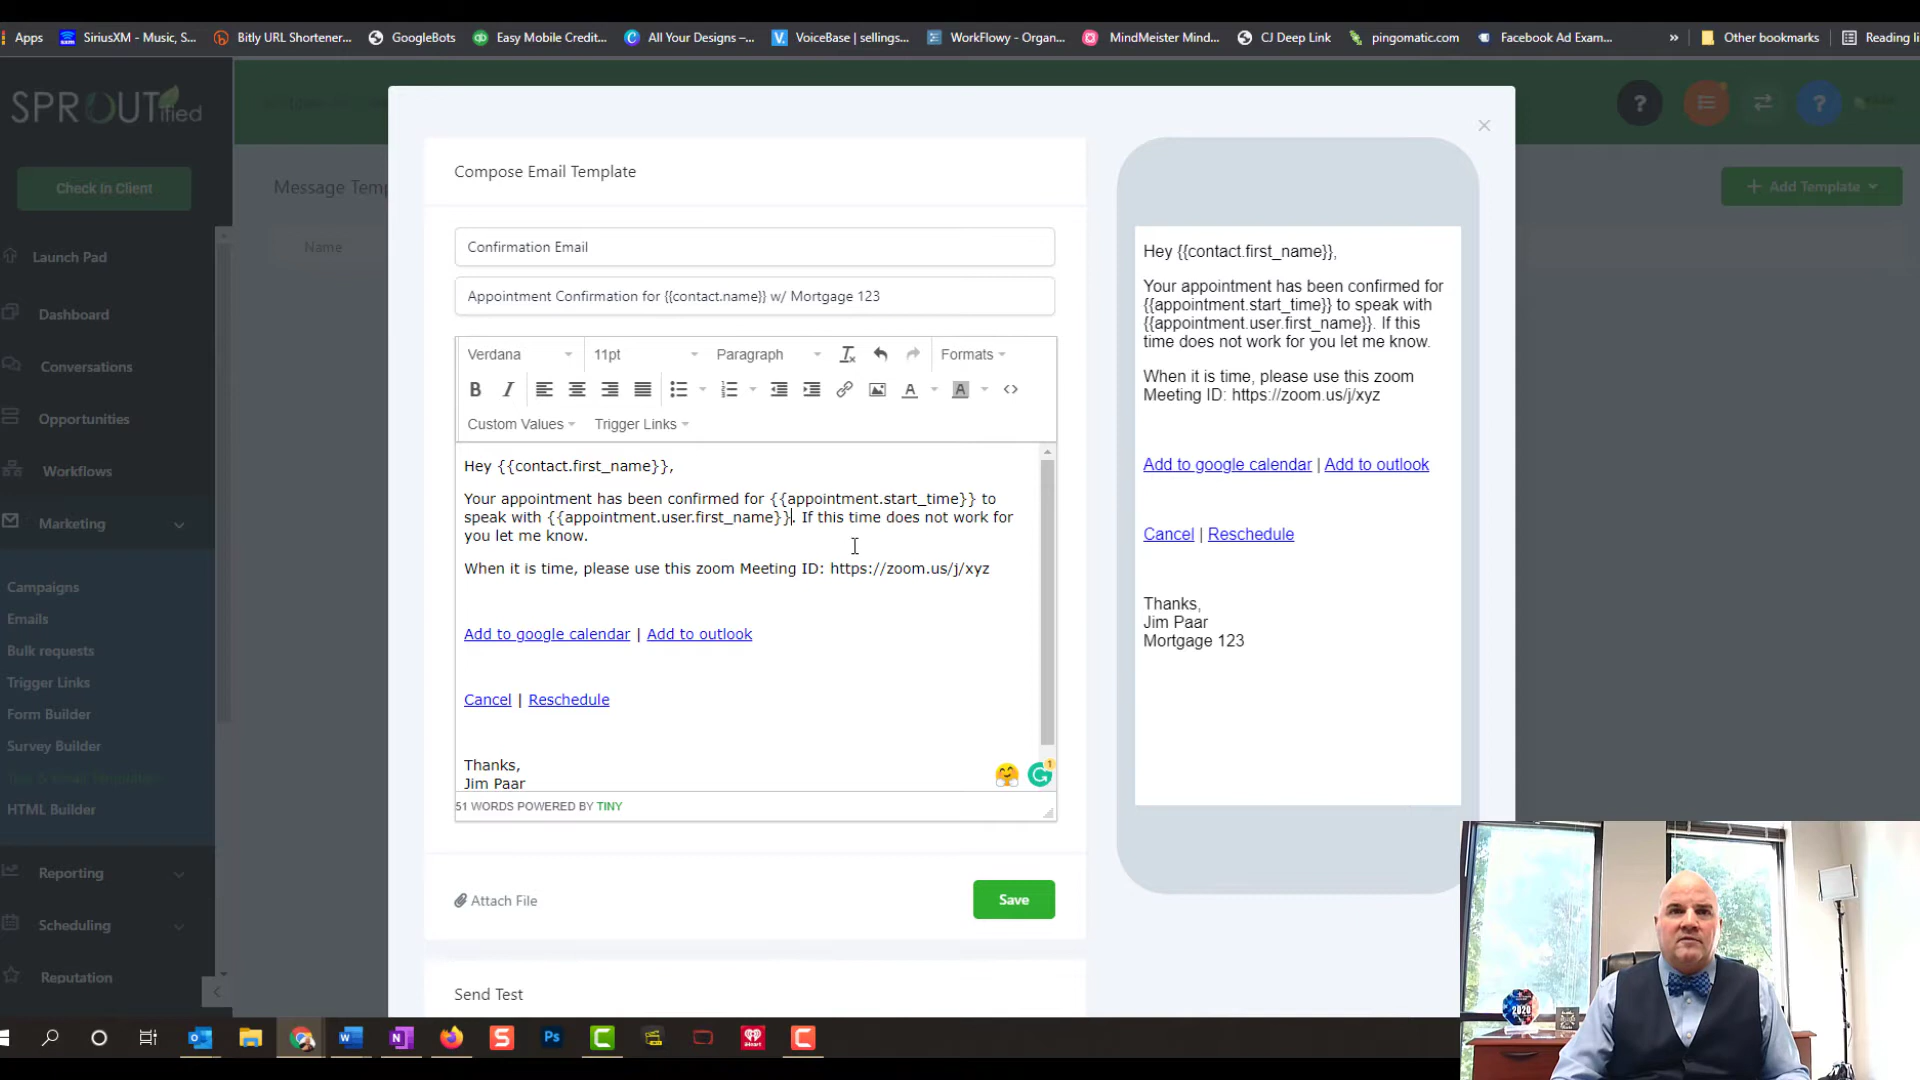 Apps
SiriusXM - Music, S...
Bitly URL Shortener...
GoogleBots
Easy Mobile Credit...
All Your Designs –...
VoiceBase | sellings...
WorkFlowy - Organ...
MindMeister Mind...
CJ Deep Link
pingomatic.com
Facebook Ad Exam...
»
Other bookmarks
Reading li
SPROUTified
Check In Client
Launch Pad
Dashboard
Conversations
Opportunities
Workflows
Marketing
Campaigns
Emails
Bulk requests
Trigger Links
Form Builder
Survey Builder
HTML Builder
Reporting
Scheduling
Reputation
Message Temp
Name
+ Add Template
Compose Email Template
Confirmation Email
Appointment Confirmation for {{contact.name}} w/ Mortgage 123
Verdana 11pt Paragraph Formats
Custom Values Trigger Links
Hey {{contact.first_name}},
Your appointment has been confirmed for {{appointment.start_time}} to
speak with {{appointment.user.first_name}}. If this time does not work for
you let me know.
When it is time, please use this zoom Meeting ID: https://zoom.us/j/xyz
Add to google calendar | Add to outlook
Cancel | Reschedule
Thanks,
Jim Paar
1
51 WORDS POWERED BY TINY
Attach File
Save
Send Test
Hey {{contact.first_name}},
Your appointment has been confirmed for
{{appointment.start_time}} to speak with
{{appointment.user.first_name}}. If this
time does not work for you let me know.
When it is time, please use this zoom
Meeting ID: https://zoom.us/j/xyz
Add to google calendar | Add to outlook
Cancel | Reschedule
Thanks,
Jim Paar
Mortgage 123
2020